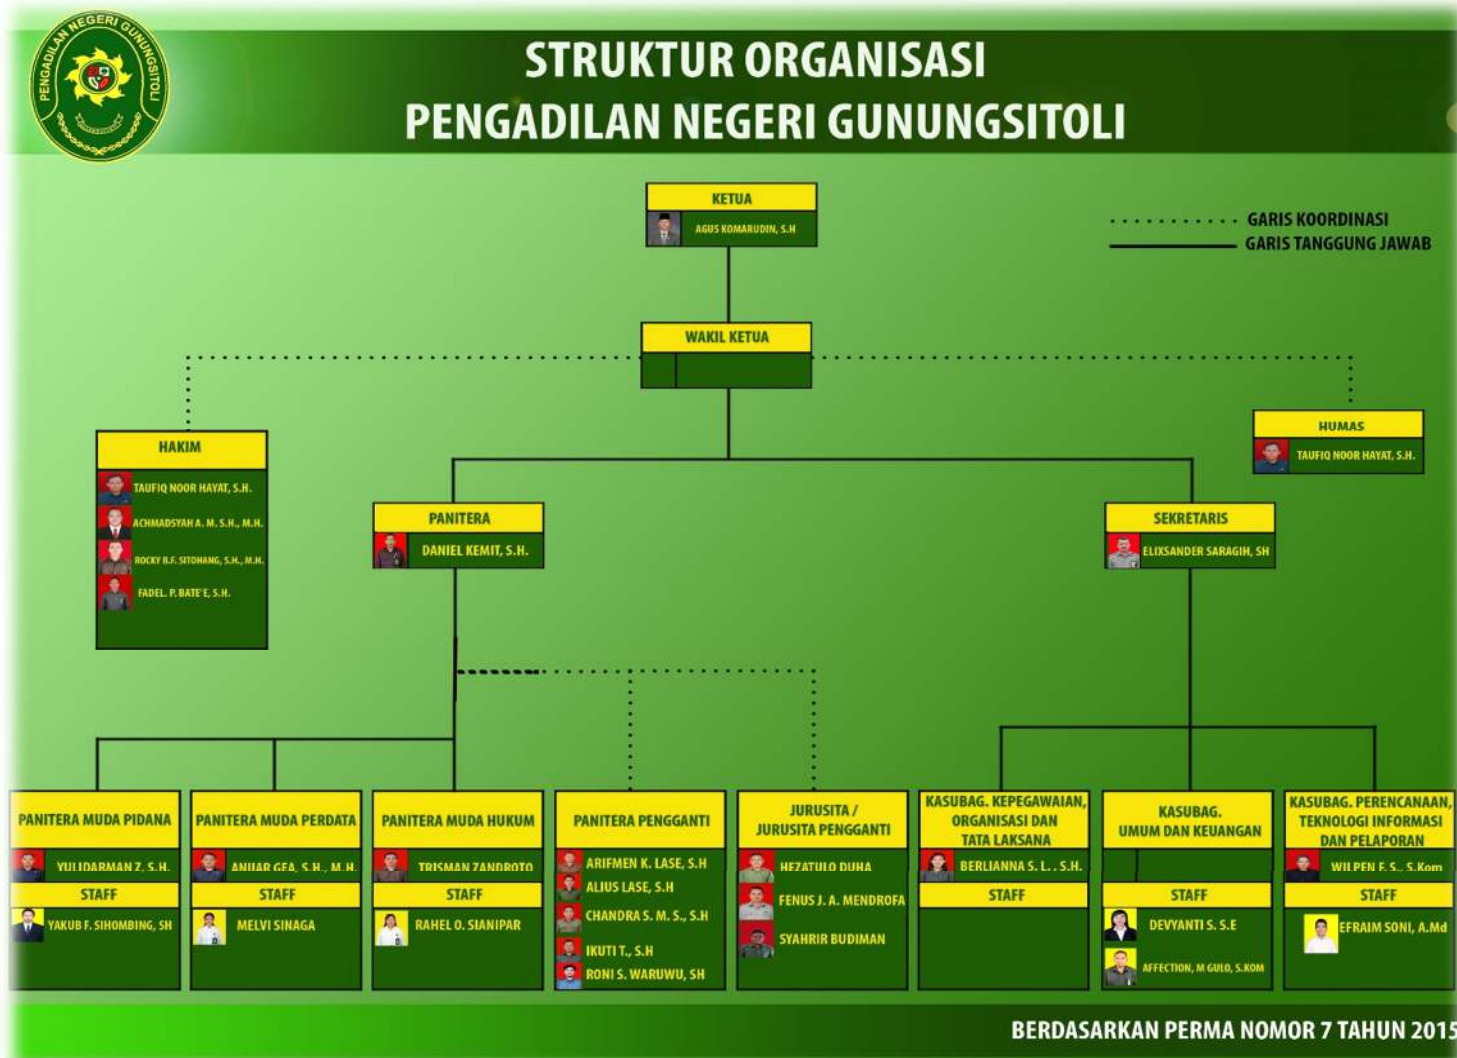 PENGADILAN NEGERI GUNUNGSITOLI
STRUKTUR ORGANISASI
PENGADILAN NEGERI GUNUNGSITOLI
KETUA
AGUS KOMARUDIN, S.H
GARIS KOORDINASI
GARIS TANGGUNG JAWAB
WAKIL KETUA
HAKIM
TAUFIQ NOOR HAYAT, S.H.
ACHMADSYAH A. M. S.H., M.H.
ROCKY B.F. SITOHANG, S.H., M.H.
FADEL. P. BATE'E, S.H.
HUMAS
TAUFIQ NOOR HAYAT, S.H.
PANITERA
DANIEL KEMIT, S.H.
SEKRETARIS
ELIXSANDER SARAGIH, SH
PANITERA MUDA PIDANA
YULIDARMAN Z, S.H.
STAFF
YAKUB F. SIHOMBING, SH
PANITERA MUDA PERDATA
ANUAR GEA, S.H., M.H.
STAFF
MELVI SINAGA
PANITERA MUDA HUKUM
TRISMAN ZANDROTO
STAFF
RAHEL O. SIANIPAR
PANITERA PENGGANTI
ARIFMEN K. LASE, S.H
ALIUS LASE, S.H
CHANDRA S. M. S., S.H
IKUTI T., S.H
RONI S. WARUWU, SH
JURUSITA /
JURUSITA PENGGANTI
HEZATULO DUHA
FENUS J. A. MENDROFA
SYAHRIR BUDIMAN
KASUBAG. KEPEGAWAIAN,
ORGANISASI DAN
TATA LAKSANA
BERLIANNA S. L. , S.H.
STAFF
KASUBAG.
UMUM DAN KEUANGAN
STAFF
DEVYANTI S. S.E
AFFECTION, M GULO, S.KOM
KASUBAG. PERENCANAAN,
TEKNOLOGI INFORMASI
DAN PELAPORAN
WILPEN F. S., S.Kom
STAFF
EFRAIM SONI, A.Md
BERDASARKAN PERMA NOMOR 7 TAHUN 2015